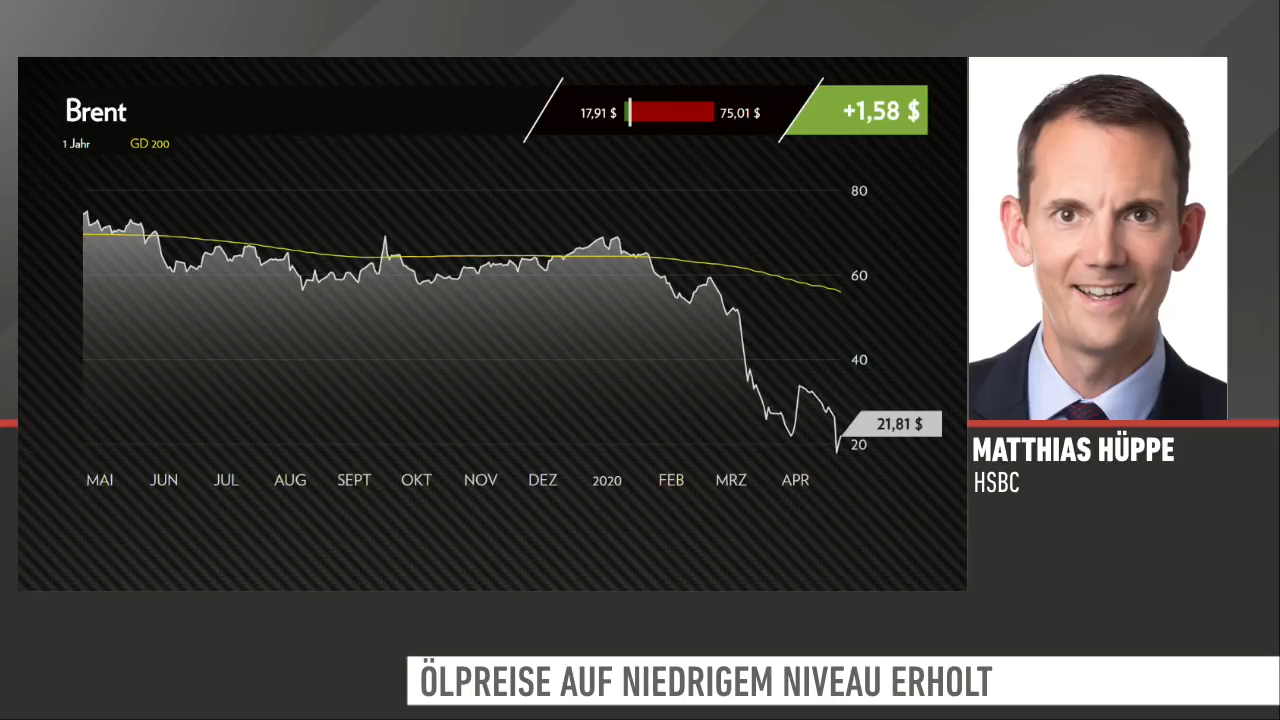 Brent
17,91 $ 75,01 $
+1,58 $
1 Jahr GD 200
80
60
40
21,81 $
20
MAI JUN JUL AUG SEPT OKT NOV DEZ 2020 FEB MRZ APR
MATTHIAS HÜPPE
HSBC
ÖLPREISE AUF NIEDRIGEM NIVEAU ERHOLT